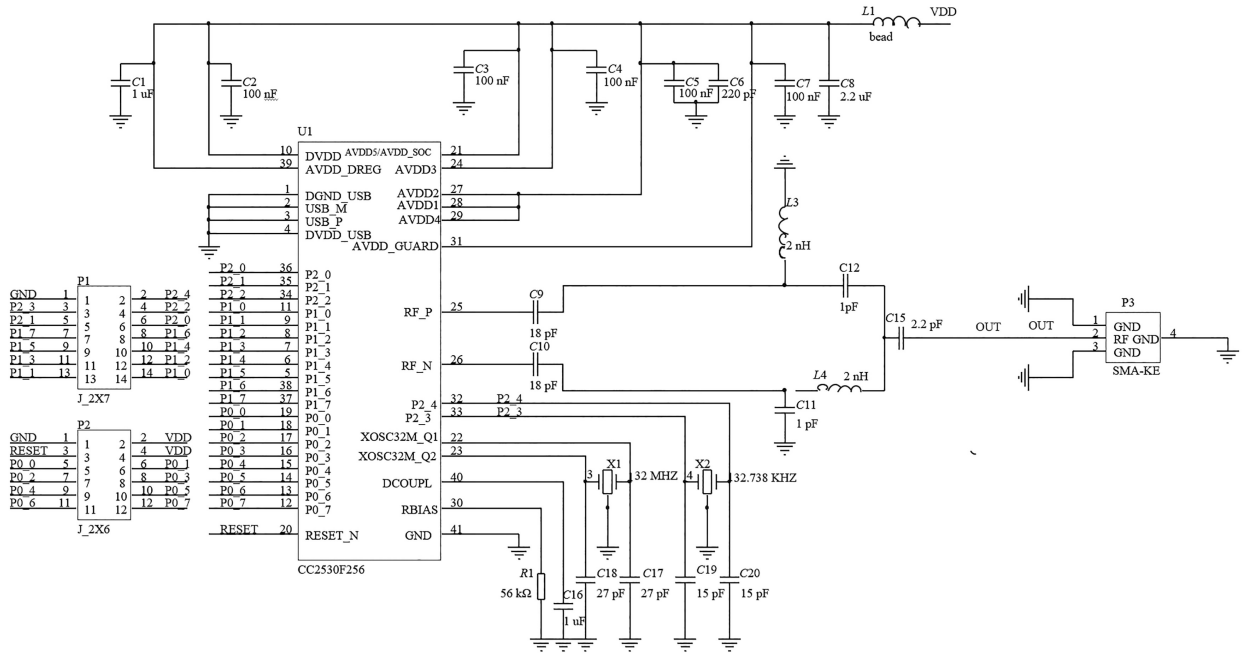 L1
VDD
bead
C1
1 uF
C2
100 nF
C3
100 nF
C4
100 nF
C5
100 nF
C6
220 pF
C7
100 nF
C8
2.2 uF
U1
10
DVDD
39
AVDD_DREG
1
DGND_USB
2
USB_M
3
USB_P
4
DVDD_USB
P2_0
36
P2_0
P2_1
35
P2_1
P2_2
34
P2_2
P1_0
11
P1_0
P1_1
9
P1_1
P1_2
8
P1_2
P1_3
7
P1_3
P1_4
6
P1_4
P1_5
5
P1_5
P1_6
38
P1_6
P1_7
37
P1_7
P0_0
19
P0_0
P0_1
18
P0_1
P0_2
17
P0_2
P0_3
16
P0_3
P0_4
15
P0_4
P0_5
14
P0_5
P0_6
13
P0_6
P0_7
12
P0_7
RESET
20
RESET_N
AVDD5/AVDD_SOC
21
AVDD3
24
AVDD2
27
AVDD1
28
AVDD4
29
AVDD_GUARD
31
RF_P
25
RF_N
26
P2_4
32
P2_4
P2_3
33
P2_3
XOSC32M_Q1
22
XOSC32M_Q2
23
DCOUPL
40
RBIAS
30
GND
41
CC2530F256
P1
GND 1 1 2 2 P2_4
P2_3 3 3 4 4 P2_2
P2_1 5 5 6 6 P2_0
P1_7 7 7 8 8 P1_6
P1_5 9 9 10 10 P1_4
P1_3 11 11 12 12 P1_2
P1_1 13 13 14 14 P1_0
J_2X7
P2
GND 1 1 2 2 VDD
RESET 3 3 4 4 VDD
P0_0 5 5 6 6 P0_1
P0_2 7 7 8 8 P0_3
P0_4 9 9 10 10 P0_5
P0_6 11 11 12 12 P0_7
J_2X6
C9
18 pF
C10
18 pF
L3
2 nH
C12
1pF
L4
2 nH
C11
1 pF
C15
2.2 pF
OUT
OUT
P3
1
GND
2
RF GND
4
3
GND
SMA-KE
X1
3
1
32 MHZ
X2
4
1
32.738 KHZ
R1
56 kΩ
C16
1 uF
C18
27 pF
C17
27 pF
C19
15 pF
C20
15 pF